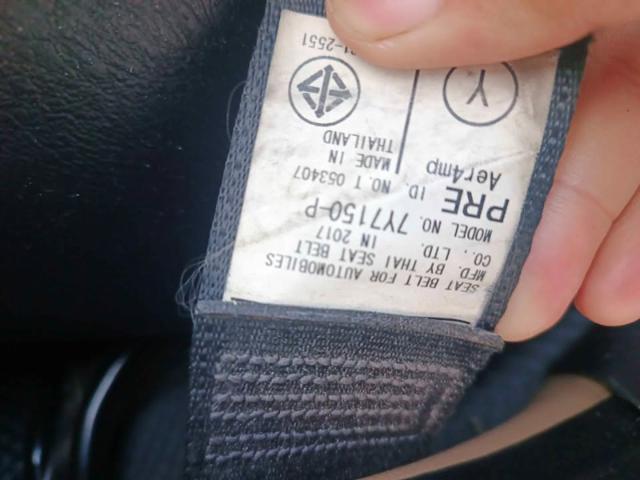 SEAT BELT FOR AUTOMOBILES
MFD. BY THAI SEAT BELT
CO., LTD. IN 2017
MODEL NO. 7Y7150-P
PRE ID. NO. T 053407
Aer4mp
MADE IN
THAILAND
Y